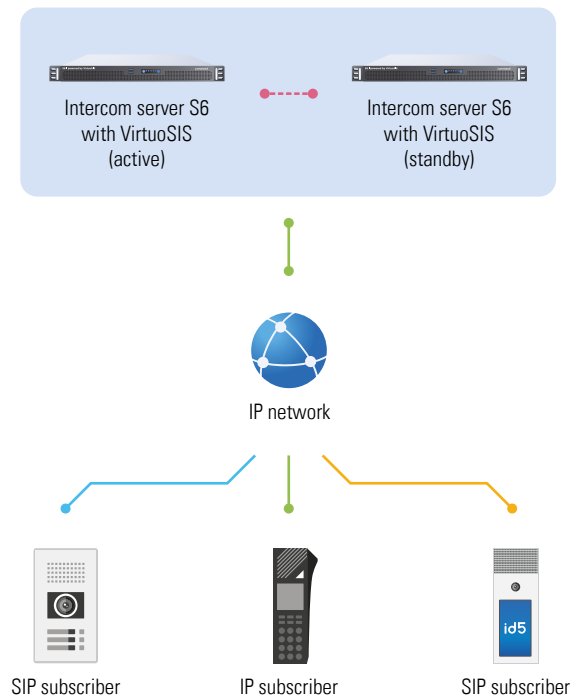 Intercom server S6
with VirtuoSIS
(active)
Intercom server S6
with VirtuoSIS
(standby)
IP network
id5
SIP subscriber
IP subscriber
SIP subscriber